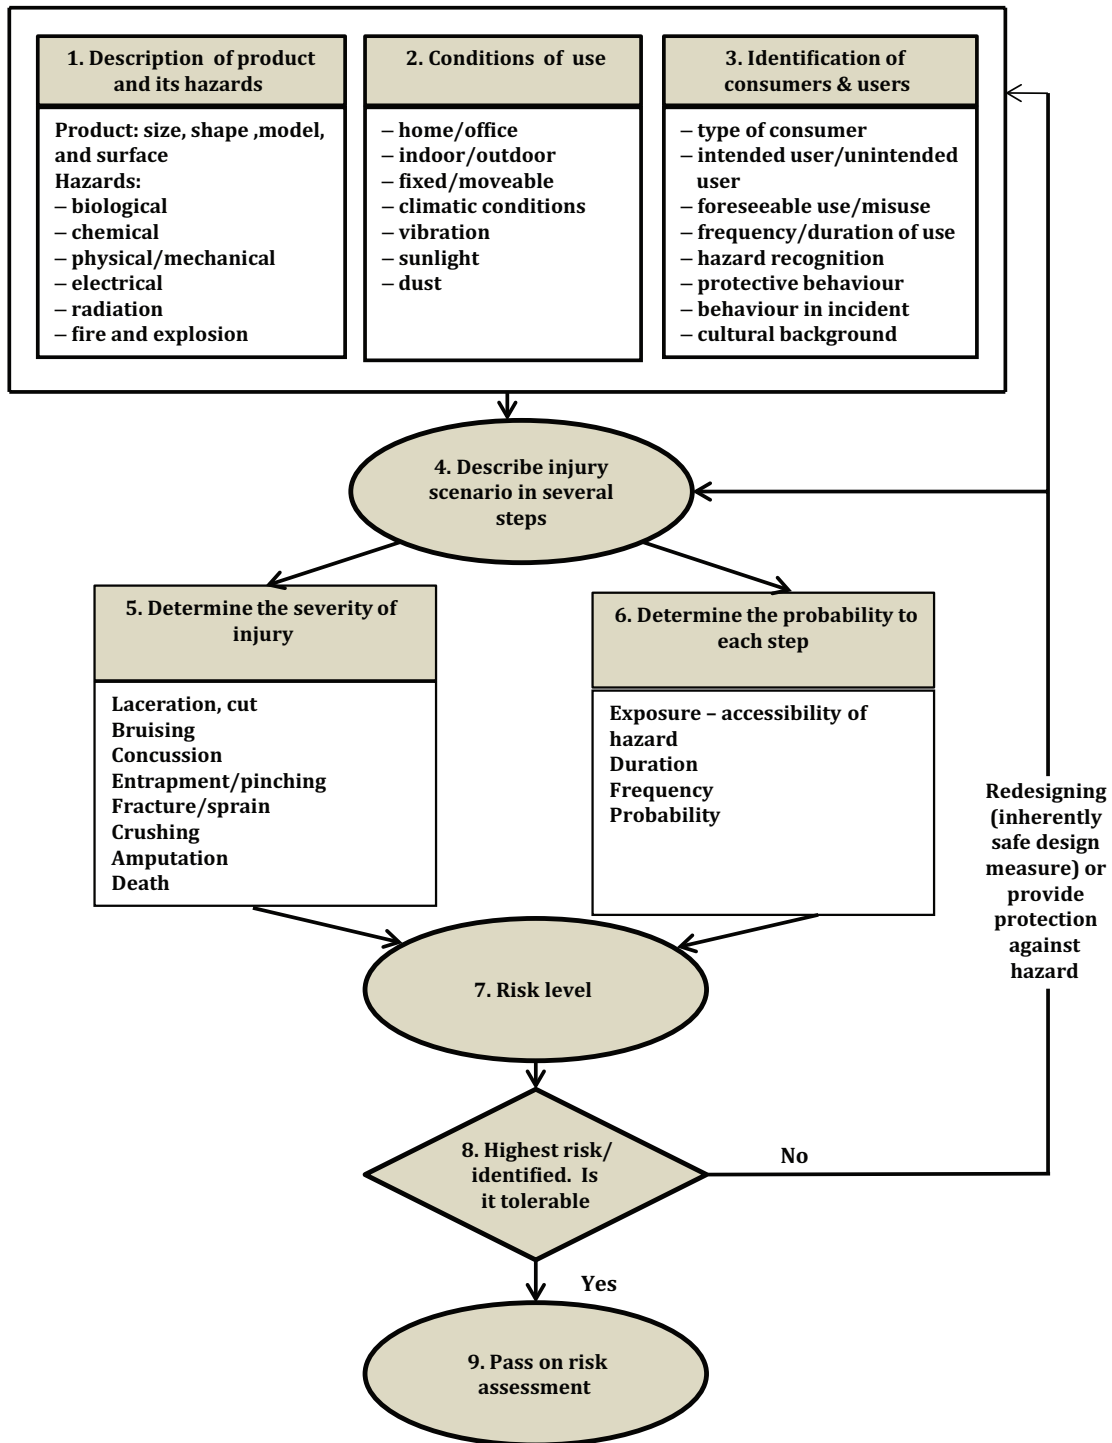 1. Description of product
and its hazards
Product: size, shape ,model,
and surface
Hazards:
– biological
– chemical
– physical/mechanical
– electrical
– radiation
– fire and explosion
2. Conditions of use
– home/office
– indoor/outdoor
– fixed/moveable
– climatic conditions
– vibration
– sunlight
– dust
3. Identification of
consumers & users
– type of consumer
– intended user/unintended
user
– foreseeable use/misuse
– frequency/duration of use
– hazard recognition
– protective behaviour
– behaviour in incident
– cultural background
4. Describe injury
scenario in several
steps
5. Determine the severity of
injury
Laceration, cut
Bruising
Concussion
Entrapment/pinching
Fracture/sprain
Crushing
Amputation
Death
6. Determine the probability to
each step
Exposure – accessibility of
hazard
Duration
Frequency
Probability
Redesigning
(inherently
safe design
measure) or
provide
protection
against
hazard
7. Risk level
8. Highest risk/
identified. Is
it tolerable
No
Yes
9. Pass on risk
assessment